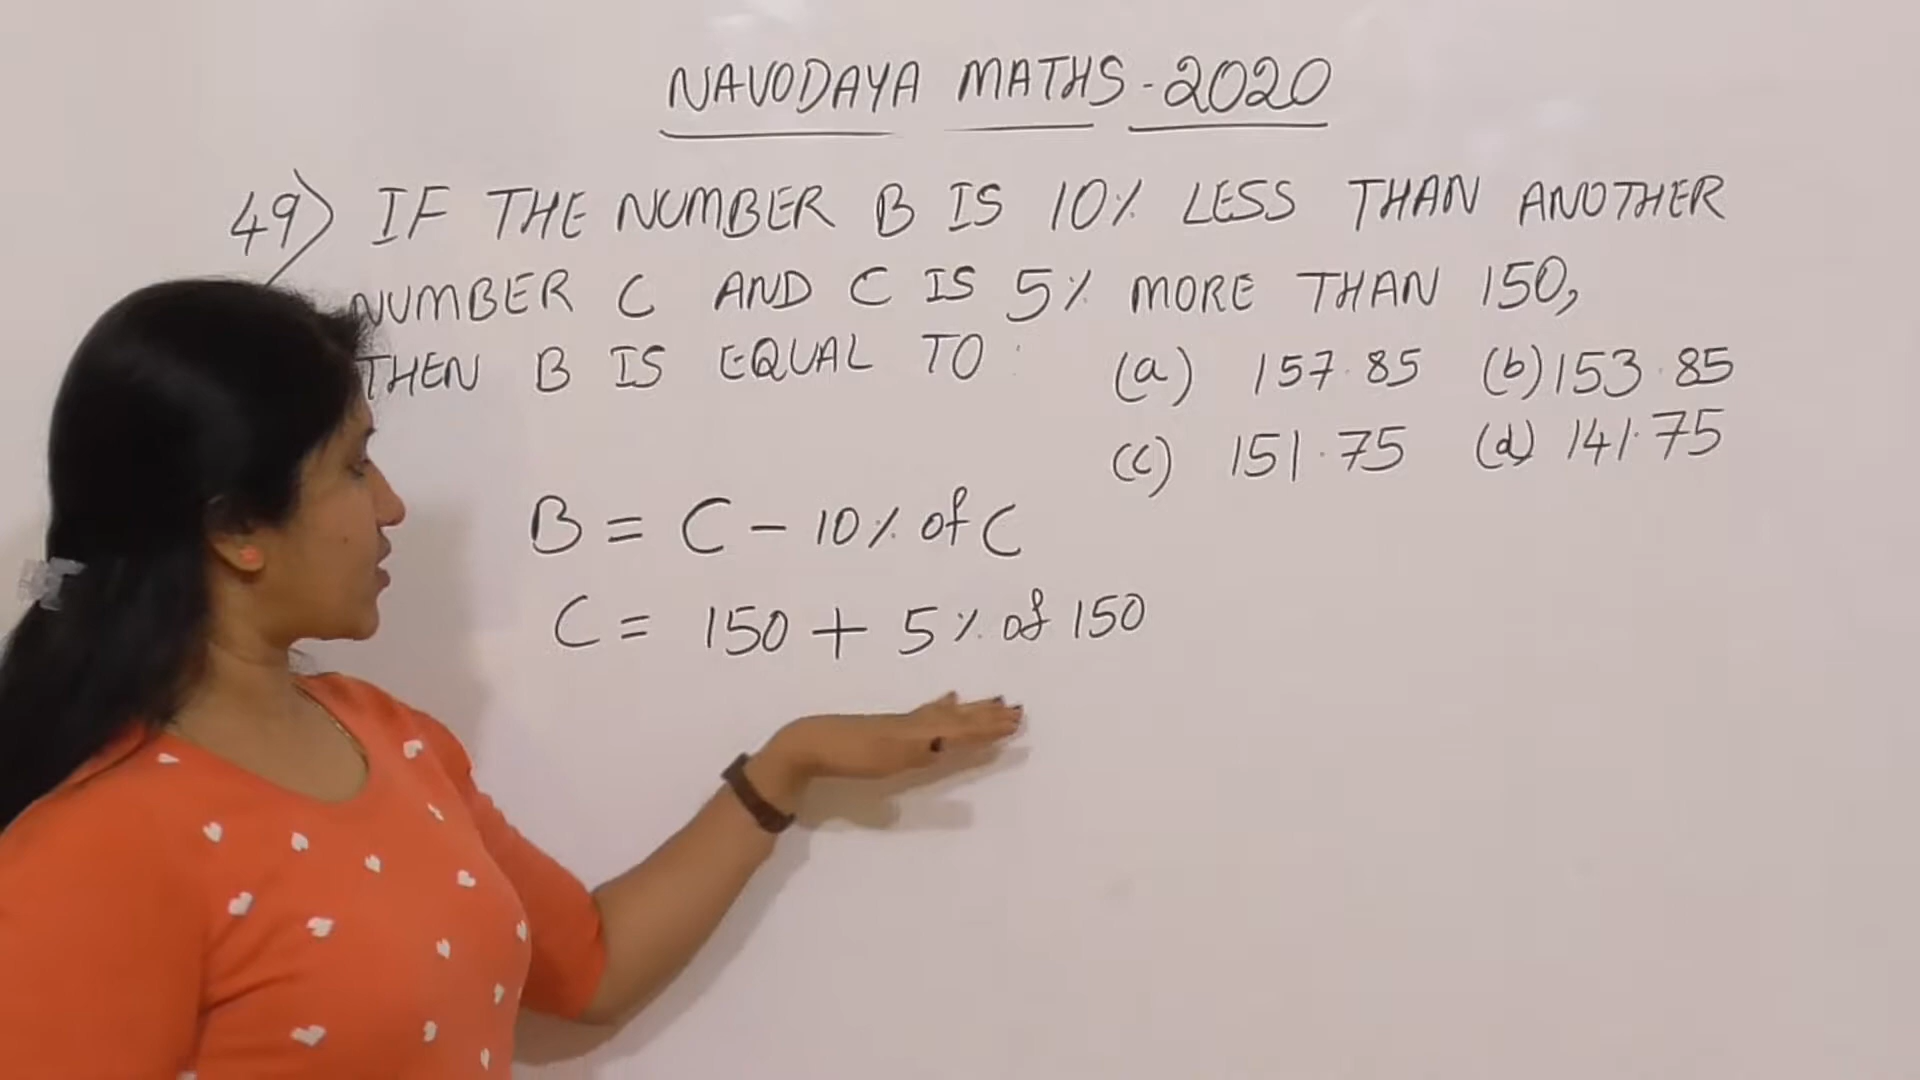 NAVODAYA MATHS-2020
49) IF THE NUMBER B IS 10% LESS THAN ANOTHER
NUMBER C AND C IS 5% MORE THAN 150,
THEN B IS EQUAL TO : (a) 157.85 (b) 153.85
(c) 151.75 (d) 141.75
B = C - 10% of C
C = 150 + 5% of 150